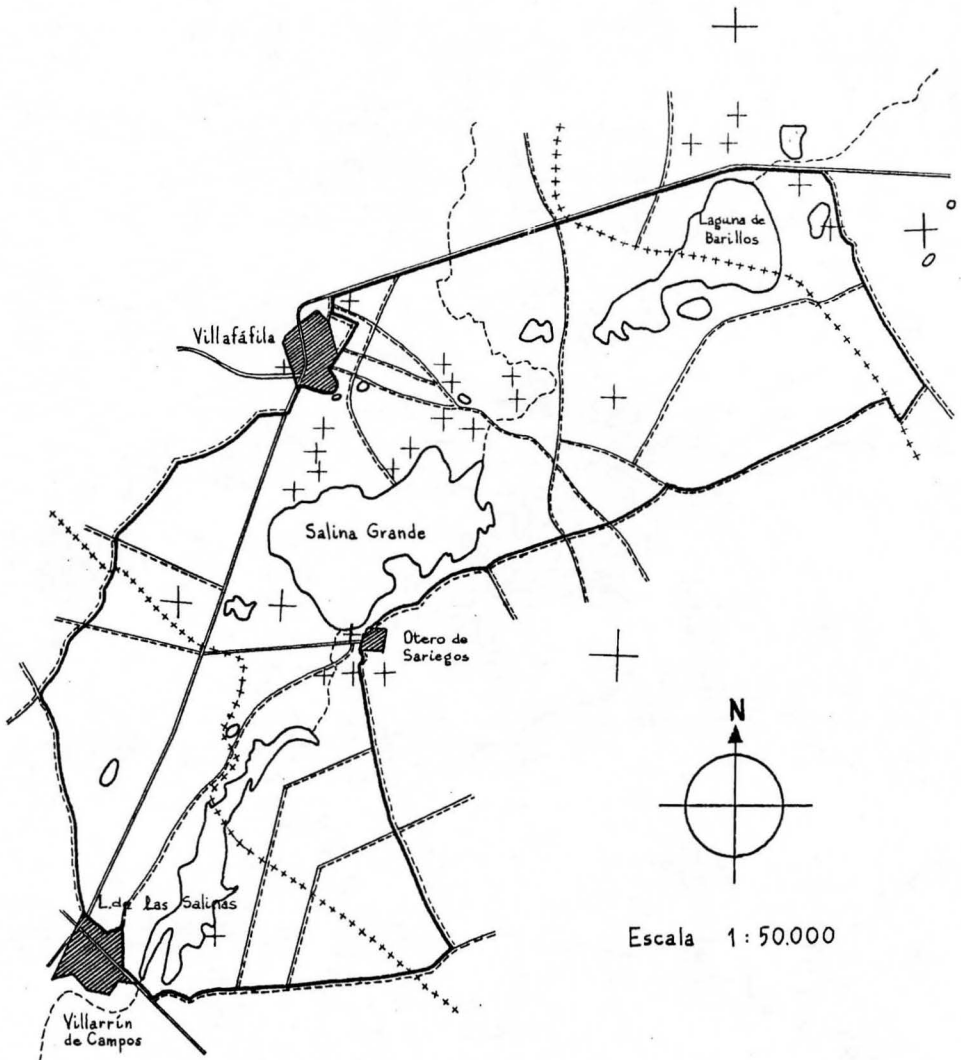 Laguna de
Barillos
Villafáfila
Salina Grande
Otero de
Sariegos
N
L. de las Salinas
Escala 1:50.000
Villarrín
de Campos